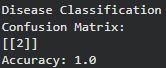 Disease Classification
Confusion Matrix:
[[2]]
Accuracy: 1.0